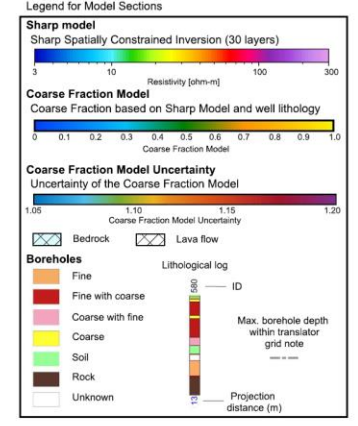 Legend for Model Sections
Sharp model
Sharp Spatially Constrained Inversion (30 layers)
3 10 100 300
Resistivity [ohm-m]
Coarse Fraction Model
Coarse Fraction based on Sharp Model and well lithology
0 0.1 0.2 0.3 0.4 0.5 0.6 0.7 0.8 0.9 1.0
Coarse Fraction Model
Coarse Fraction Model Uncertainty
Uncertainty of the Coarse Fraction Model
1.05 1.10 1.15 1.20
Coarse Fraction Model Uncertainty
Bedrock Lava flow
Boreholes
Fine
Fine with coarse
Coarse with fine
Coarse
Soil
Rock
Unknown
Lithological log
580 ID
Max. borehole depth
within translator
grid note
13 Projection
distance (m)